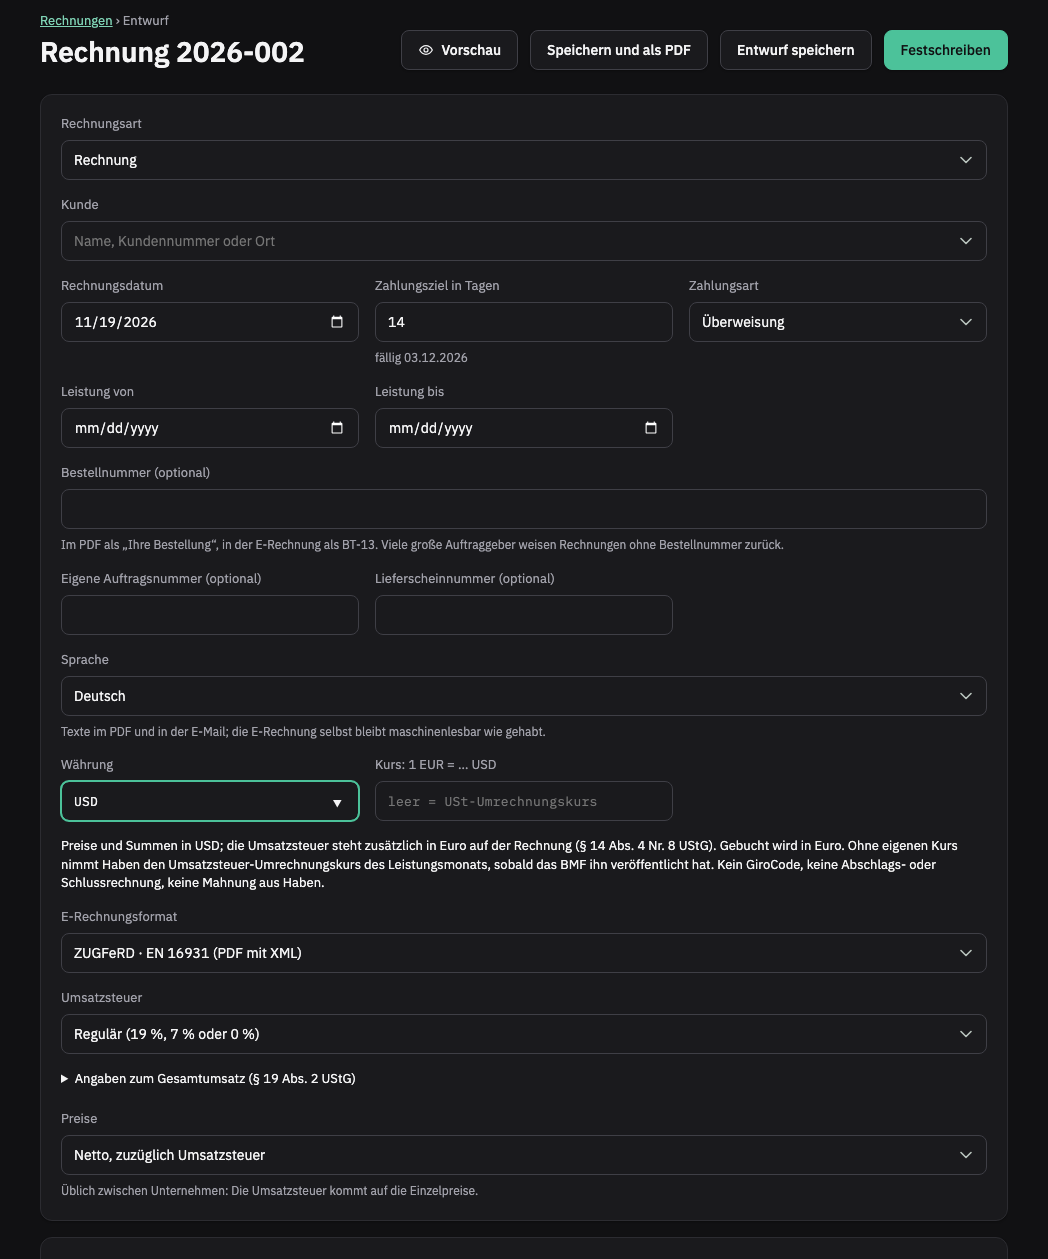 Rechnungen › Entwurf
Rechnung 2026-002
Vorschau
Speichern und als PDF
Entwurf speichern
Festschreiben
Rechnungsart
Rechnung
Kunde
Name, Kundennummer oder Ort
Rechnungsdatum
Zahlungsziel in Tagen
Zahlungsart
11/19/2026
14
Überweisung
fällig 03.12.2026
Leistung von
Leistung bis
mm/dd/yyyy
mm/dd/yyyy
Bestellnummer (optional)
Im PDF als „Ihre Bestellung“, in der E-Rechnung als BT-13. Viele große Auftraggeber weisen Rechnungen ohne Bestellnummer zurück.
Eigene Auftragsnummer (optional)
Lieferscheinnummer (optional)
Sprache
Deutsch
Texte im PDF und in der E-Mail; die E-Rechnung selbst bleibt maschinenlesbar wie gehabt.
Währung
Kurs: 1 EUR = … USD
USD
leer = USt-Umrechnungskurs
Preise und Summen in USD; die Umsatzsteuer steht zusätzlich in Euro auf der Rechnung (§ 14 Abs. 4 Nr. 8 UStG). Gebucht wird in Euro. Ohne eigenen Kurs
nimmt Haben den Umsatzsteuer-Umrechnungskurs des Leistungsmonats, sobald das BMF ihn veröffentlicht hat. Kein GiroCode, keine Abschlags- oder
Schlussrechnung, keine Mahnung aus Haben.
E-Rechnungsformat
ZUGFeRD · EN 16931 (PDF mit XML)
Umsatzsteuer
Regulär (19 %, 7 % oder 0 %)
Angaben zum Gesamtumsatz (§ 19 Abs. 2 UStG)
Preise
Netto, zuzüglich Umsatzsteuer
Üblich zwischen Unternehmen: Die Umsatzsteuer kommt auf die Einzelpreise.